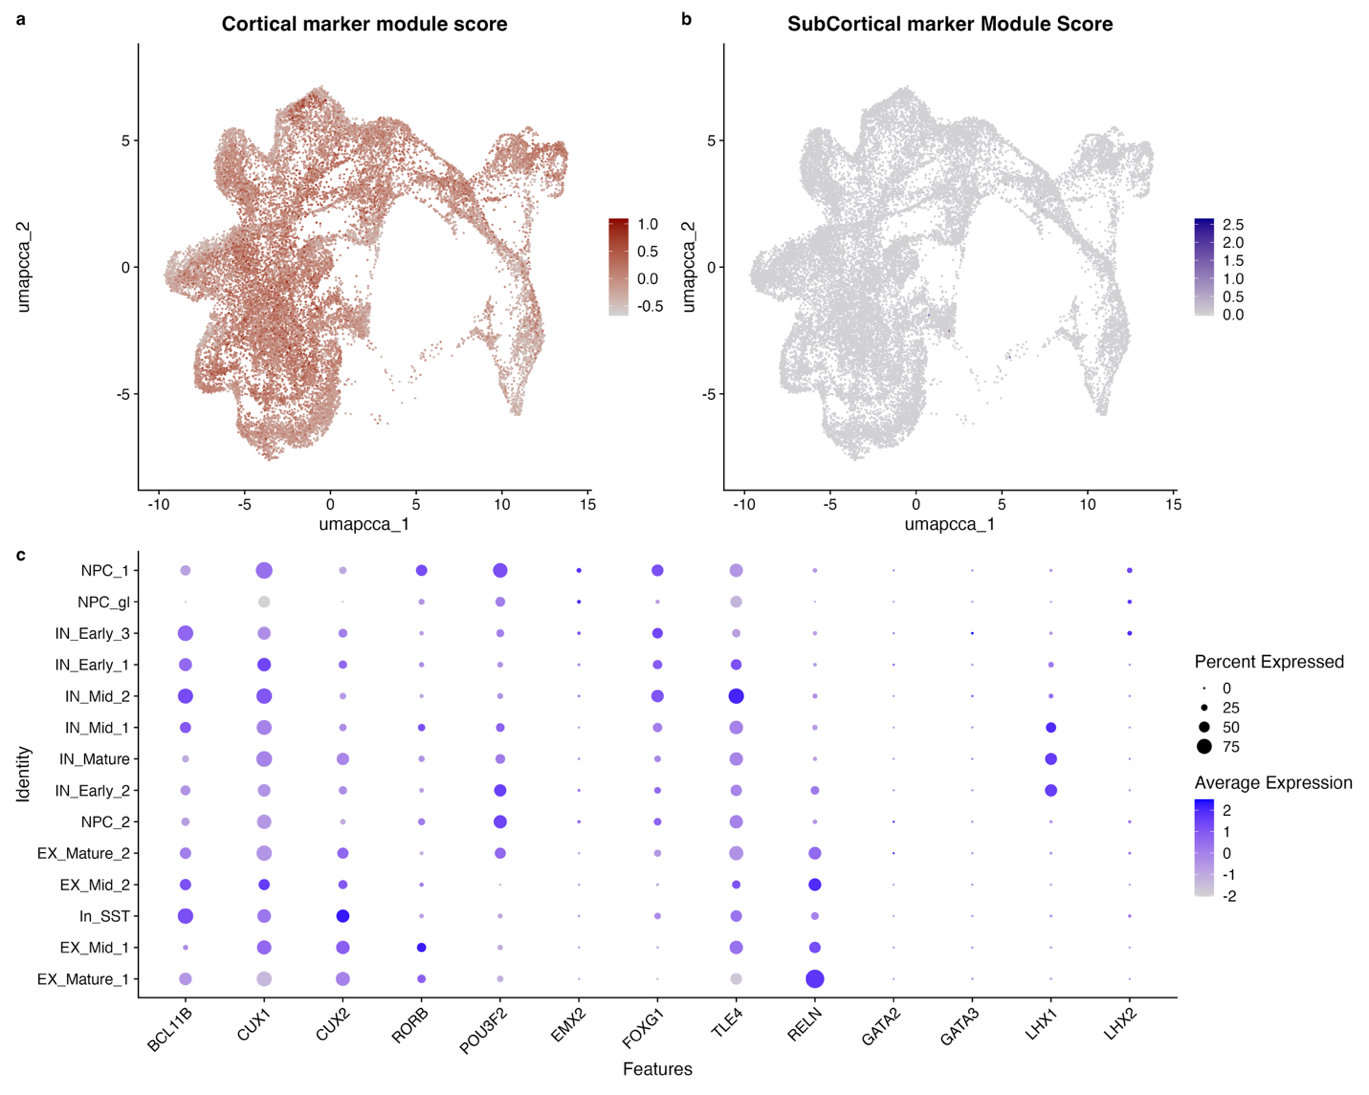 a
Cortical marker module score
umapcca_2
5
0
-5
-10
-5
0
5
10
15
umapcca_1
1.0
0.5
0.0
-0.5
b
SubCortical marker Module Score
umapcca_2
5
0
-5
-10
-5
0
5
10
15
umapcca_1
2.5
2.0
1.5
1.0
0.5
0.0
c
Identity
NPC_1
NPC_gl
IN_Early_3
IN_Early_1
IN_Mid_2
IN_Mid_1
IN_Mature
IN_Early_2
NPC_2
EX_Mature_2
EX_Mid_2
In_SST
EX_Mid_1
EX_Mature_1
BCL11B
CUX1
CUX2
RORB
POU3F2
EMX2
FOXG1
TLE4
RELN
GATA2
GATA3
LHX1
LHX2
Features
Percent Expressed
0
25
50
75
Average Expression
2
1
0
-1
-2